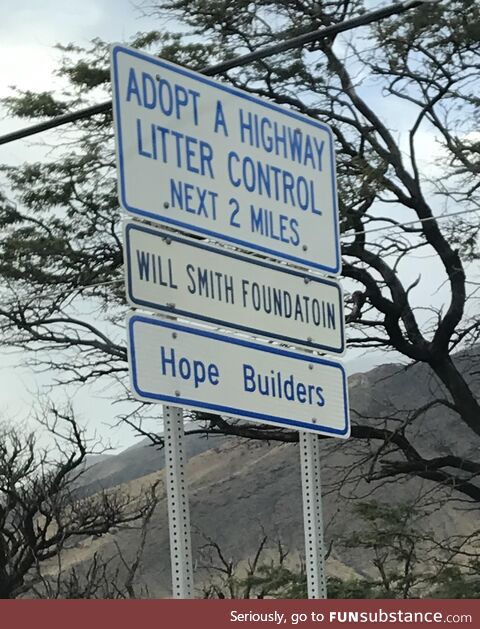 ADOPT A HIGHWAY
LITTER CONTROL
NEXT 2 MILES
WILL SMITH FOUNDATOIN
Hope Builders
Seriously, go to FUNsubstance.com